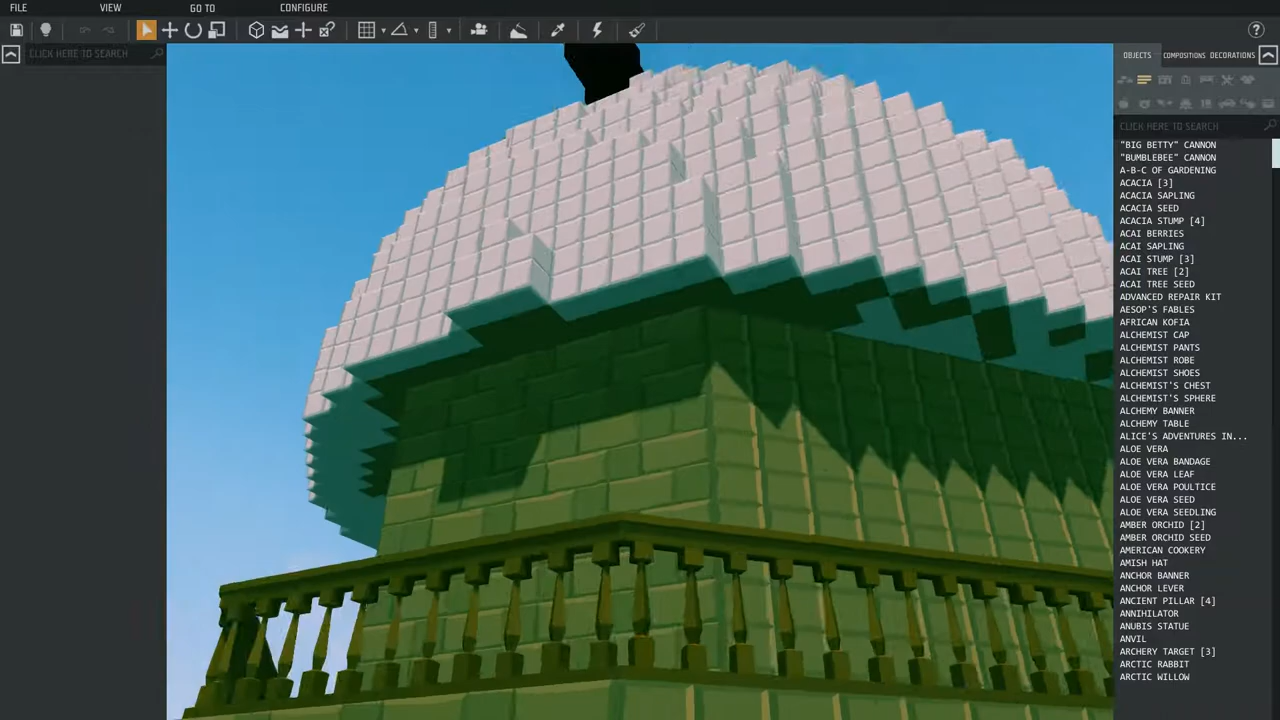 FILE VIEW GO TO CONFIGURE
CLICK HERE TO SEARCH
OBJECTS COMPOSITIONS DECORATIONS
CLICK HERE TO SEARCH
"BIG BETTY" CANNON
"BUMBLEBEE" CANNON
A-B-C OF GARDENING
ACACIA [3]
ACACIA SAPLING
ACACIA SEED
ACACIA STUMP [4]
ACAI BERRIES
ACAI SAPLING
ACAI STUMP [3]
ACAI TREE [2]
ACAI TREE SEED
ADVANCED REPAIR KIT
AESOP'S FABLES
AFRICAN KOFIA
ALCHEMIST CAP
ALCHEMIST PANTS
ALCHEMIST ROBE
ALCHEMIST SHOES
ALCHEMIST'S CHEST
ALCHEMIST'S SPHERE
ALCHEMY BANNER
ALCHEMY TABLE
ALICE'S ADVENTURES IN...
ALOE VERA
ALOE VERA BANDAGE
ALOE VERA LEAF
ALOE VERA POULTICE
ALOE VERA SEED
ALOE VERA SEEDLING
AMBER ORCHID [2]
AMBER ORCHID SEED
AMERICAN COOKERY
AMISH HAT
ANCHOR BANNER
ANCHOR LEVER
ANCIENT PILLAR [4]
ANNIHILATOR
ANUBIS STATUE
ANVIL
ARCHERY TARGET [3]
ARCTIC RABBIT
ARCTIC WILLOW